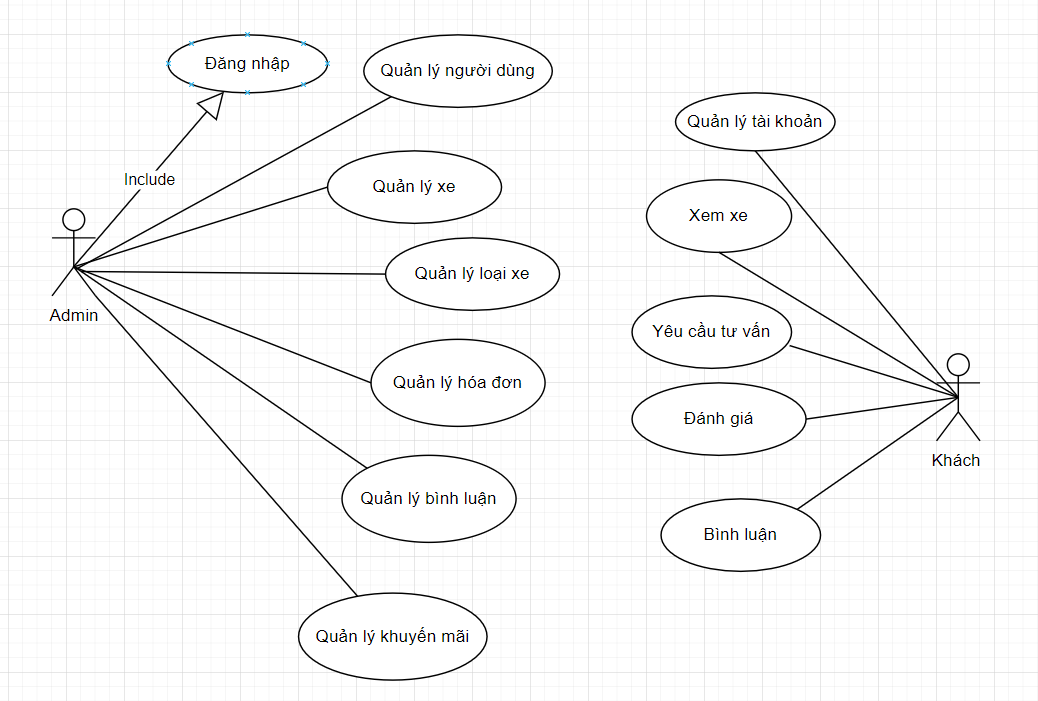 Đăng nhập
Quản lý người dùng
Quản lý tài khoản
Include
Quản lý xe
Xem xe
Quản lý loại xe
Admin
Yêu cầu tư vấn
Quản lý hóa đơn
Đánh giá
Khách
Quản lý bình luận
Bình luận
Quản lý khuyến mãi